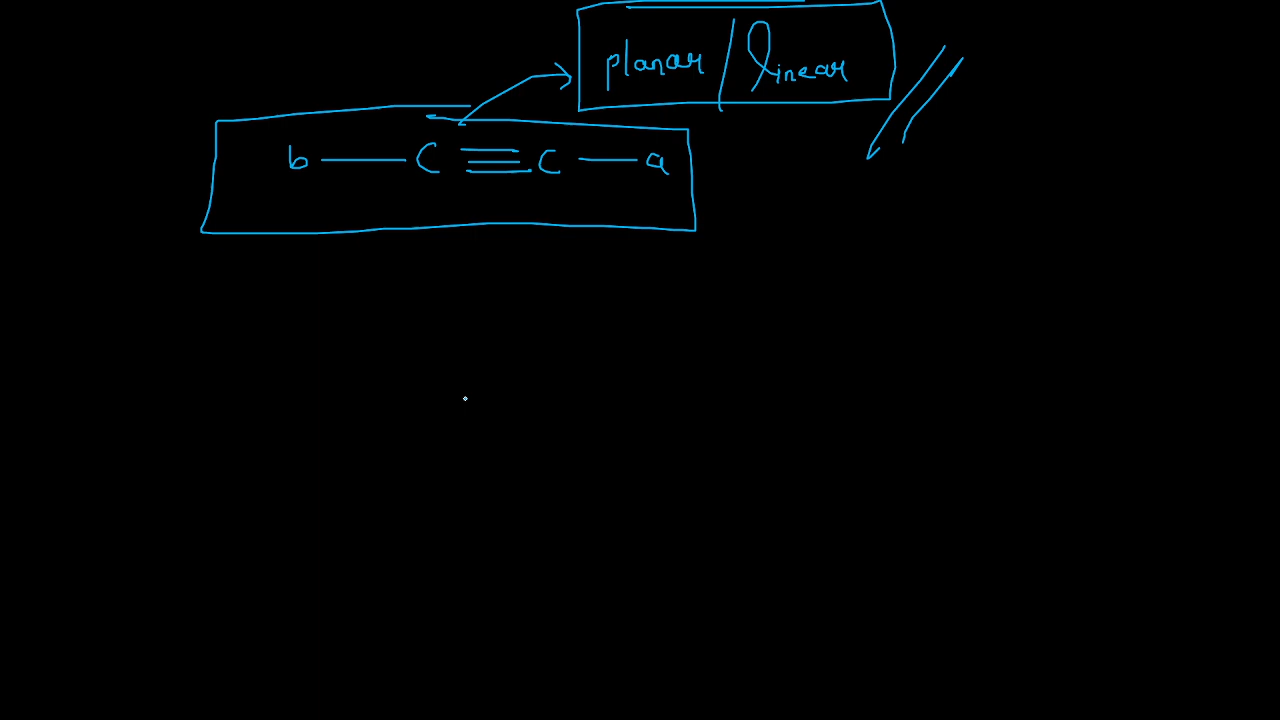 planar / linear
b — C ≡ C — a